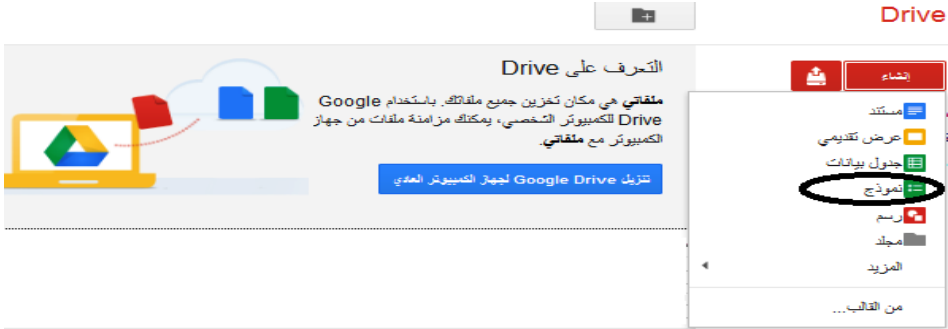 Drive
إنشاء
مستند
عرض تقديمي
جدول بيانات
نموذج
رسم
مجلد
المزيد
من القالب...
التعرف على Drive
ملفاتي هي مكان تخزين جميع ملفاتك. باستخدام Google
Drive للكمبيوتر الشخصي، يمكنك مزامنة ملفات من جهاز
الكمبيوتر مع ملفاتي.
تنزيل Google Drive لجهاز الكمبيوتر العادي